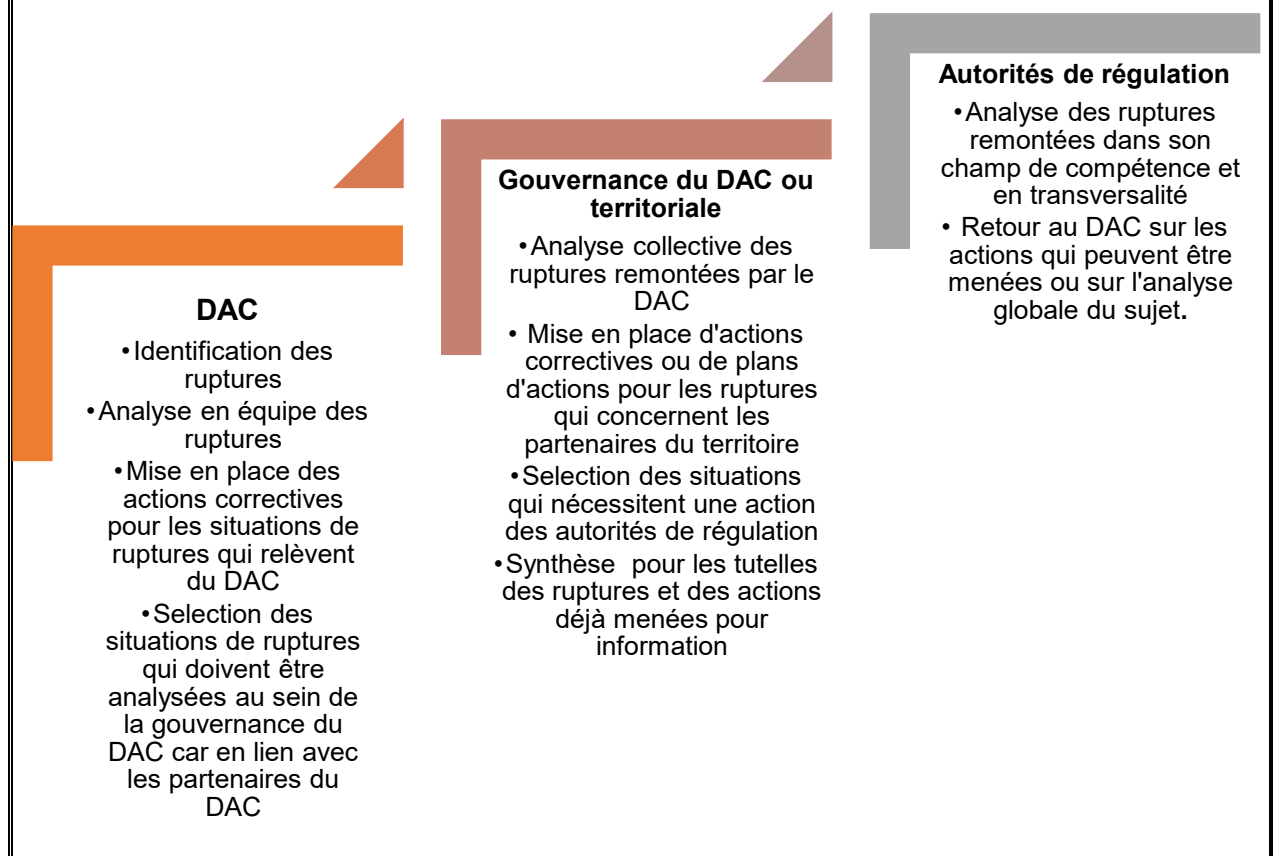 DAC
•Identification des
ruptures
•Analyse en équipe des
ruptures
•Mise en place des
actions correctives
pour les situations de
ruptures qui relèvent
du DAC
•Selection des
situations de ruptures
qui doivent être
analysées au sein de
la gouvernance du
DAC car en lien avec
les partenaires du
DAC
Gouvernance du DAC ou
territoriale
•Analyse collective des
ruptures remontées par le
DAC
• Mise en place d'actions
correctives ou de plans
d'actions pour les ruptures
qui concernent les
partenaires du territoire
•Selection des situations
qui nécessitent une action
des autorités de régulation
•Synthèse pour les tutelles
des ruptures et des actions
déjà menées pour
information
Autorités de régulation
•Analyse des ruptures
remontées dans son
champ de compétence et
en transversalité
• Retour au DAC sur les
actions qui peuvent être
menées ou sur l'analyse
globale du sujet.